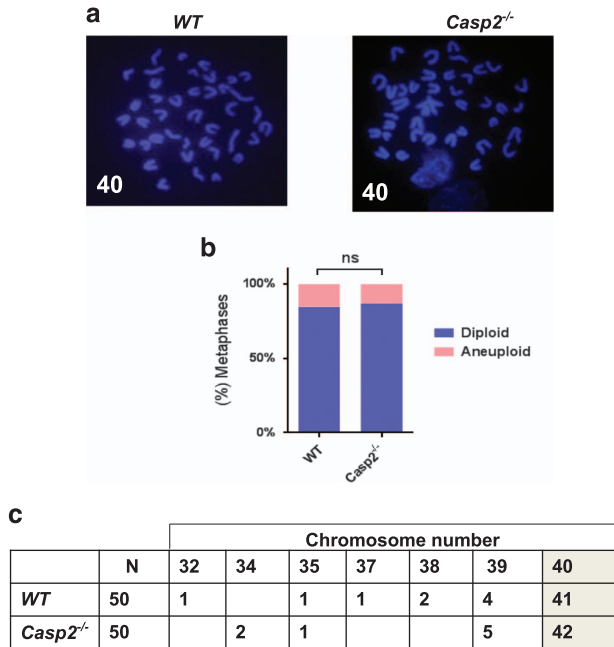 a
WT
Casp2-/-
40
40
b
ns
100%
50%
0%
(%) Metaphases
WT
Casp2-/-
Diploid
Aneuploid
c
Chromosome number
N 32 34 35 37 38 39 40
WT 50 1 1 1 2 4 41
Casp2-/- 50 2 1 5 42